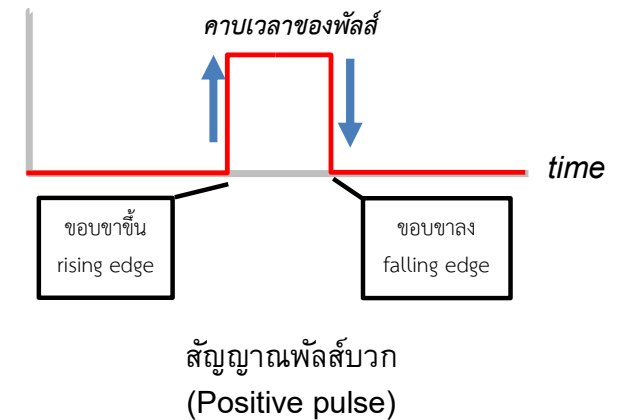 คาบเวลาของพัลส์
time
ขอบขาขึ้น
rising edge
ขอบขาลง
falling edge
สัญญาณพัลส์บวก
(Positive pulse)